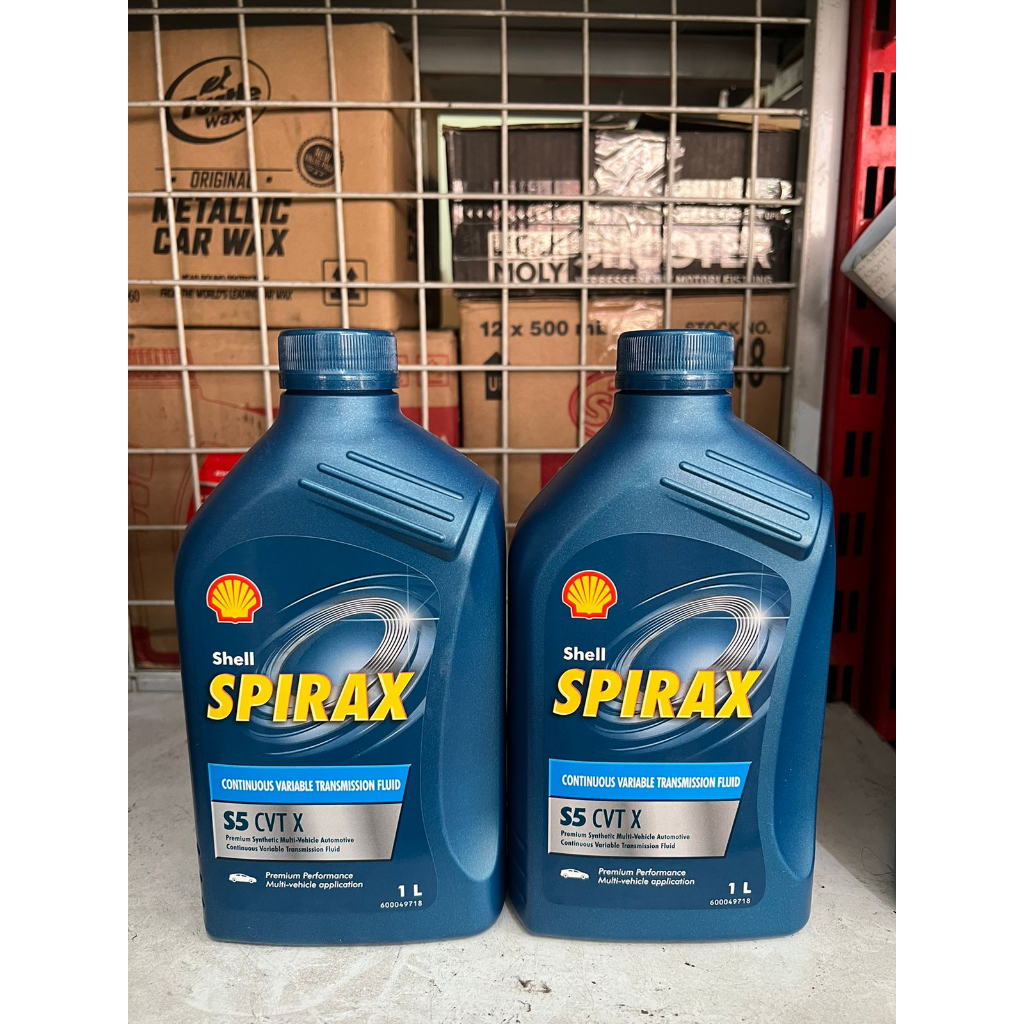 Turtle
Wax
NEW
ORIGINAL
METALLIC
CAR WAX
FROM THE WORLD'S LEADING CAR WAX
LIQUI
MOLY
SHOOTER
12 x 500 mL
STOCK NO.
Shell
SPIRAX
CONTINUOUS VARIABLE TRANSMISSION FLUID
S5 CVT X
Premium Synthetic Multi-Vehicle Automotive
Continuous Variable Transmission Fluid
Premium Performance
Multi-vehicle application
1 L
600049718
Shell
SPIRAX
CONTINUOUS VARIABLE TRANSMISSION FLUID
S5 CVT X
Premium Synthetic Multi-Vehicle Automotive
Continuous Variable Transmission Fluid
Premium Performance
Multi-vehicle application
1 L
600049718